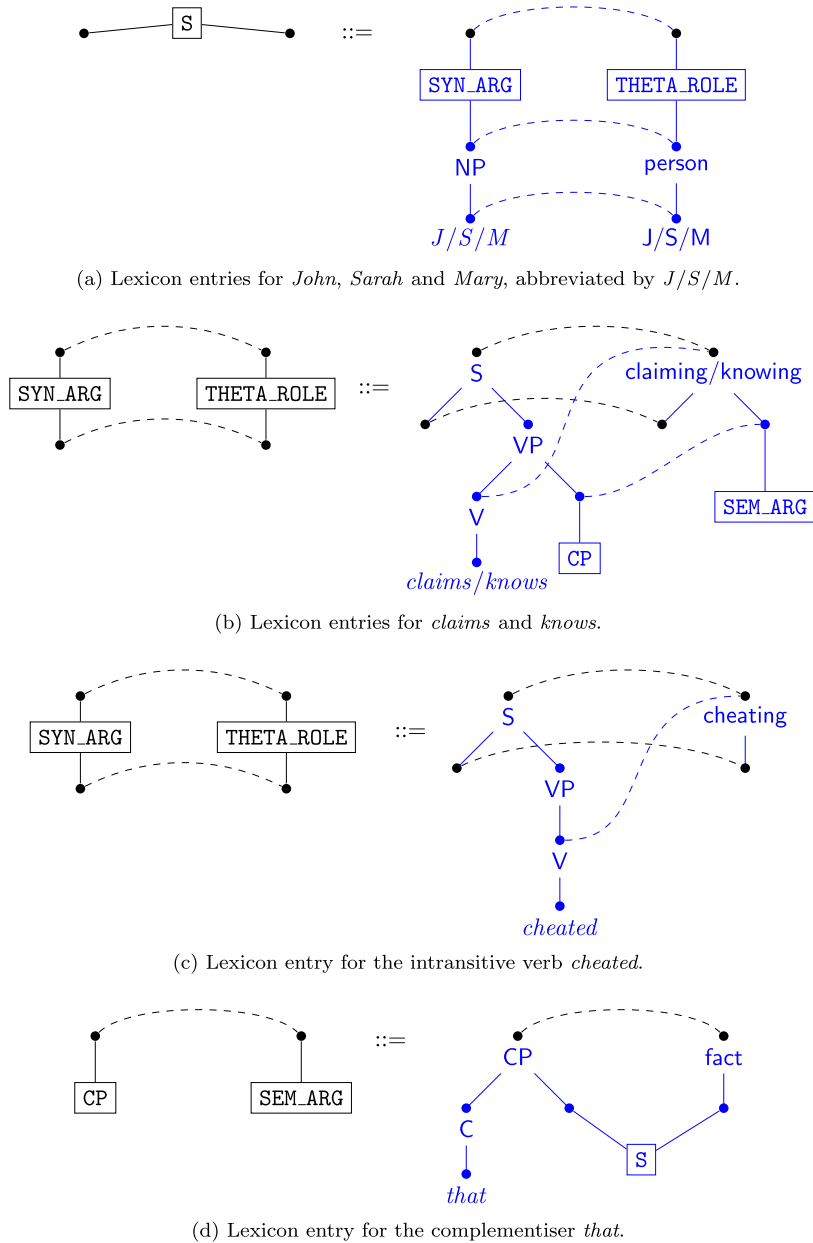 S ::=
SYN_ARG THETA_ROLE
NP person
J/S/M J/S/M
(a) Lexicon entries for John, Sarah and Mary, abbreviated by J/S/M.
SYN_ARG THETA_ROLE ::= S claiming/knowing
VP
V CP SEM_ARG
claims/knows
(b) Lexicon entries for claims and knows.
SYN_ARG THETA_ROLE ::= S cheating
VP
V
cheated
(c) Lexicon entry for the intransitive verb cheated.
CP SEM_ARG ::= CP fact
C S
that
(d) Lexicon entry for the complementiser that.